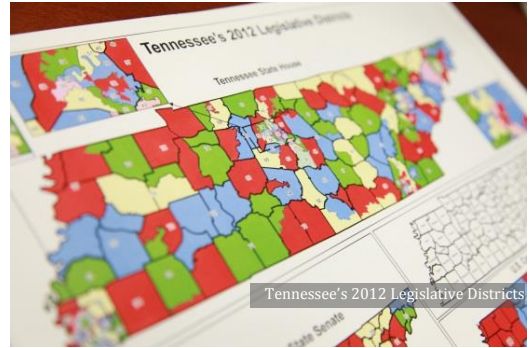 Tennessee's 2012 Legislative Districts
Tennessee State House
Tennessee's 2012 Legislative Districts
State Senate